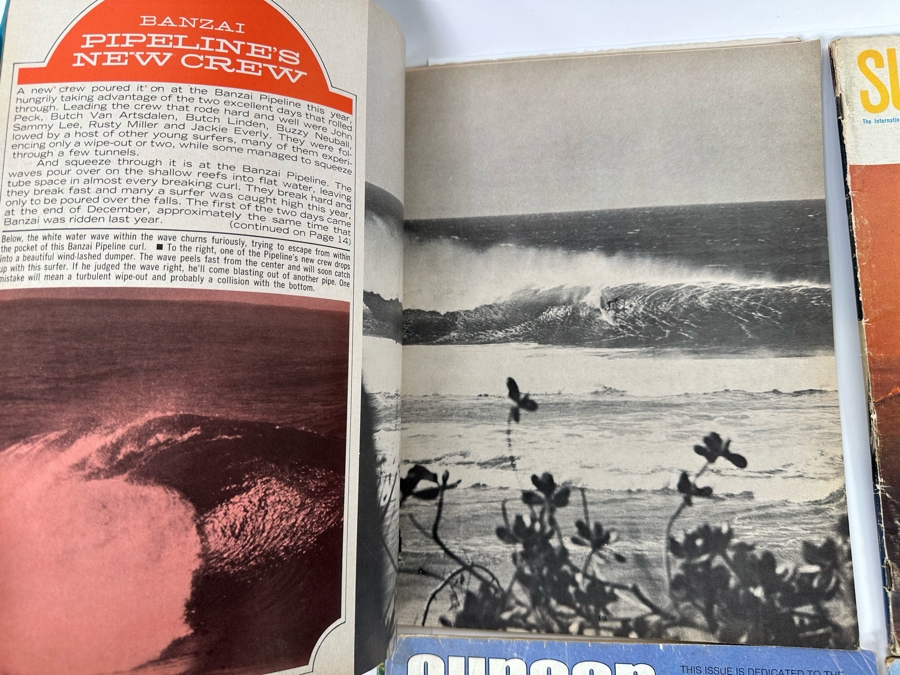 BANZAI
PIPELINE'S
NEW CREW
A new crew poured it on at the Banzai Pipeline this year,
hungrily taking advantage of the two excellent days that rolled
through. Leading the crew that rode hard and well were John
Peck, Butch Van Artsdalen, Butch Linden, Buzzy Neubali,
Sammy Lee, Rusty Miller and Jackie Everly. They were fol-
lowed by a host of other young surfers, many of them experi-
encing only a wipe-out or two, while some managed to squeeze
through a few tunnels.
And squeeze through it is at the Banzai Pipeline. The
waves pour over on the shallow reefs into flat water, leaving
tube space in almost every breaking curl. They break hard and
they break fast and many a surfer was caught high this year,
only to be poured over the falls. The first of the two days came
at the end of December, approximately the same time that
Banzai was ridden last year. (continued on Page 14)
Below, the white water wave within the wave churns furiously, trying to escape from within
the pocket of this Banzai Pipeline curl. ■ To the right, one of the Pipeline's new crew drops
into a beautiful wind-lashed dumper. The wave peels fast from the center and will soon catch
up with this surfer. If he judged the wave right, he'll come blasting out of another pipe. One
mistake will mean a turbulent wipe-out and probably a collision with the bottom.
SU
The Internatio
THIS ISSUE IS DEDICATED TO THE